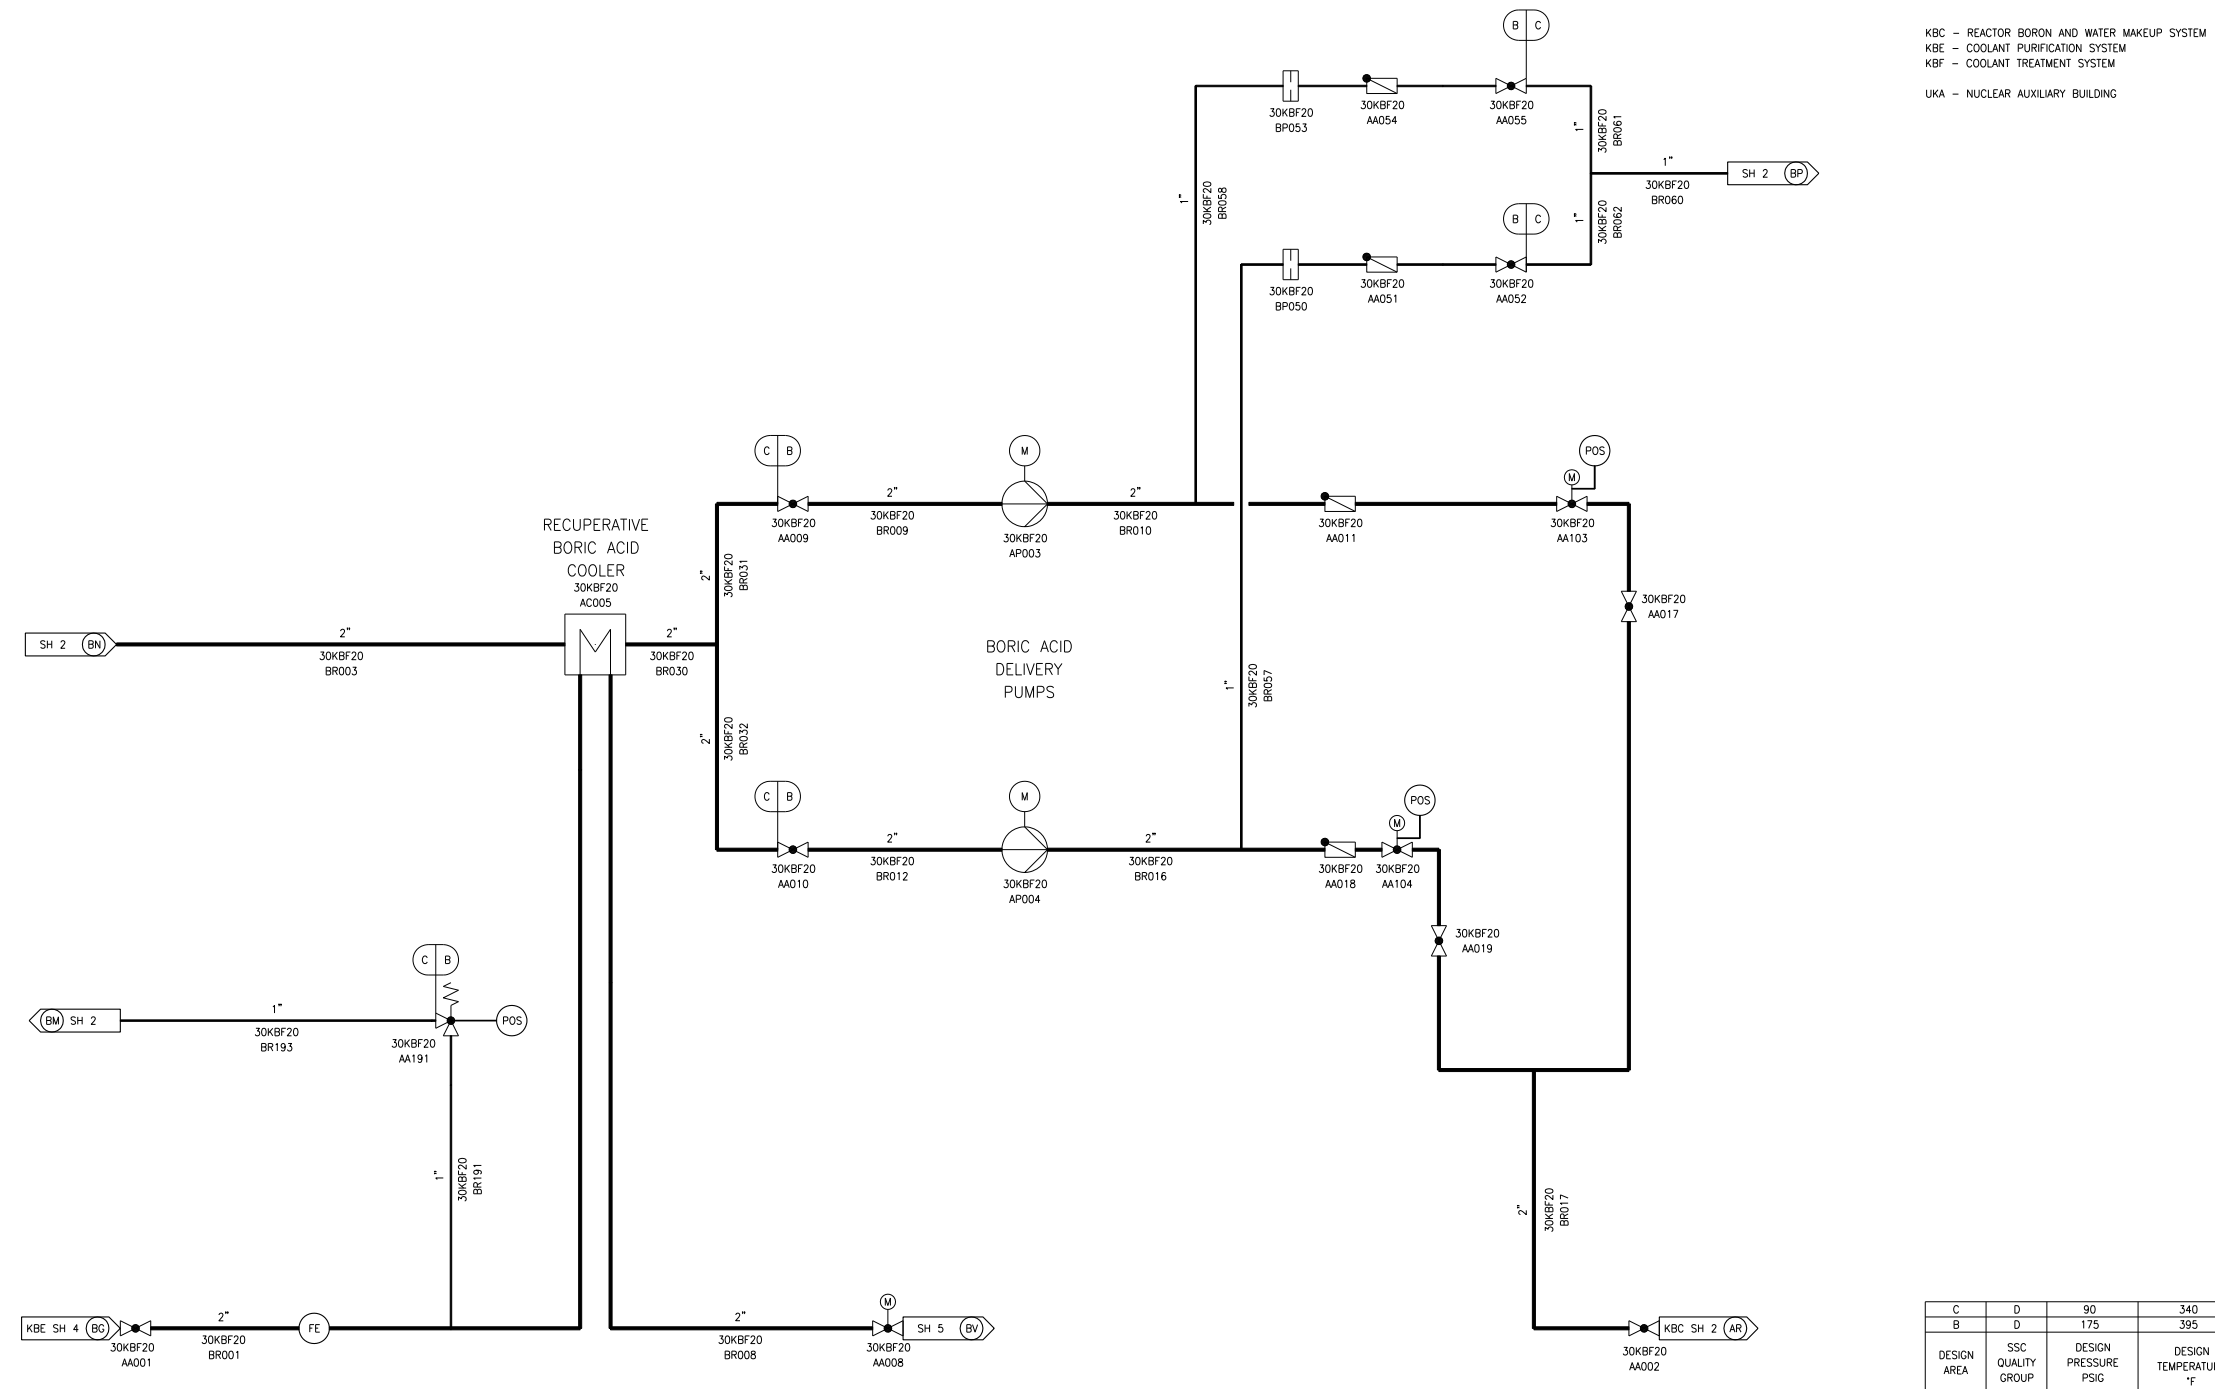 KBC – REACTOR BORON AND WATER MAKEUP SYSTEM
KBE – COOLANT PURIFICATION SYSTEM
KBF – COOLANT TREATMENT SYSTEM
UKA – NUCLEAR AUXILIARY BUILDING
B C
30KBF20
BP053
30KBF20
AA054
30KBF20
AA055
1"
30KBF20
BR061
1"
30KBF20
BR060
SH 2 BP
1"
30KBF20
BR058
B C
1"
30KBF20
BR062
30KBF20
BP050
30KBF20
AA051
30KBF20
AA052
C B
M
POS
M
2"
30KBF20
BR009
2"
30KBF20
BR010
30KBF20
AA009
30KBF20
AP003
30KBF20
AA011
30KBF20
AA103
RECUPERATIVE
BORIC ACID
COOLER
30KBF20
AC005
2"
30KBF20
BR031
30KBF20
AA017
SH 2 BN
2"
30KBF20
BR003
2"
30KBF20
BR030
BORIC ACID
DELIVERY
PUMPS
1"
30KBF20
BR057
2"
30KBF20
BR032
C B
M
POS
M
2"
30KBF20
BR012
2"
30KBF20
BR016
30KBF20
AA010
30KBF20
AP004
30KBF20
AA018
30KBF20
AA104
30KBF20
AA019
C B
BM SH 2
1"
30KBF20
BR193
30KBF20
AA191
POS
1"
30KBF20
BR191
2"
30KBF20
BR017
KBE SH 4 BG
30KBF20
AA001
2"
30KBF20
BR001
FE
2"
30KBF20
BR008
M
30KBF20
AA008
SH 5 BV
30KBF20
AA002
KBC SH 2 AR
C D 90 340
B D 175 395
DESIGN
AREA
SSC
QUALITY
GROUP
DESIGN
PRESSURE
PSIG
DESIGN
°F